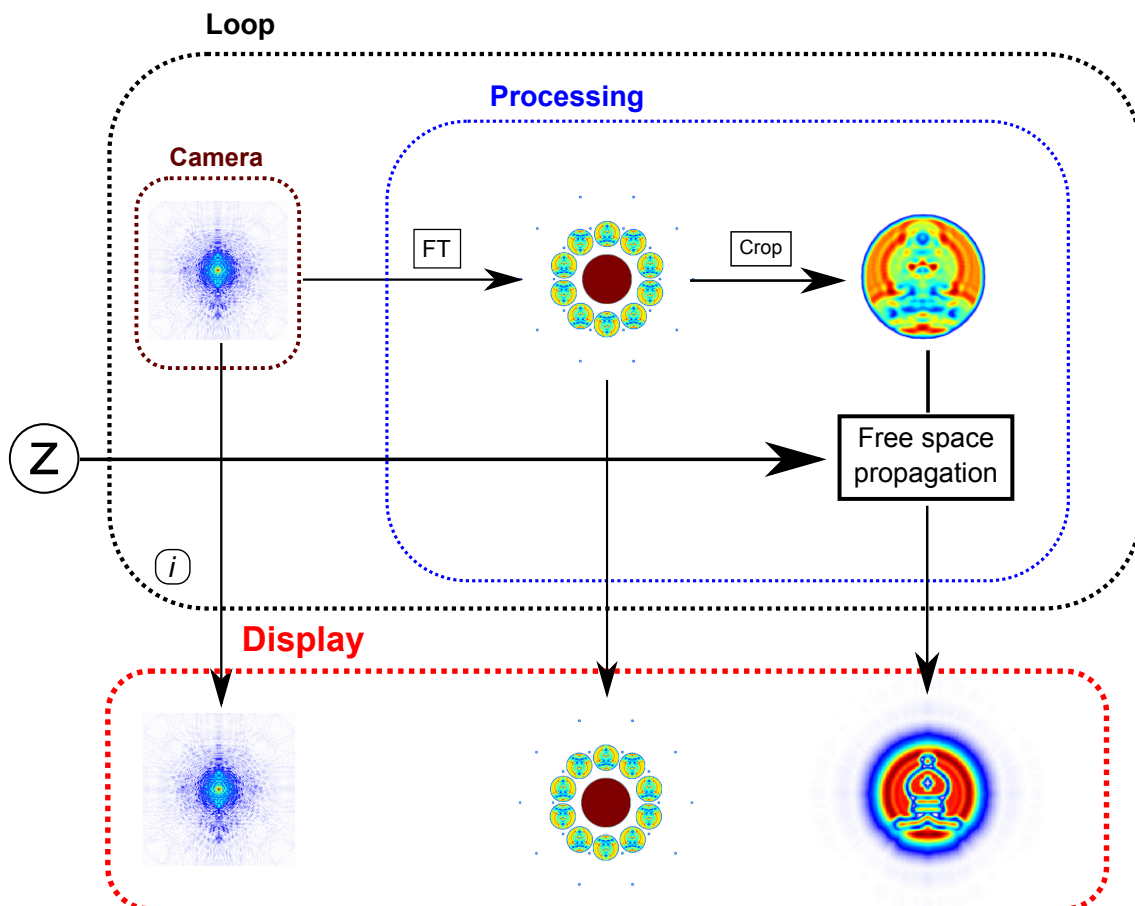 Loop
Processing
Camera
FT
Crop
Z
Free space
propagation
i
Display